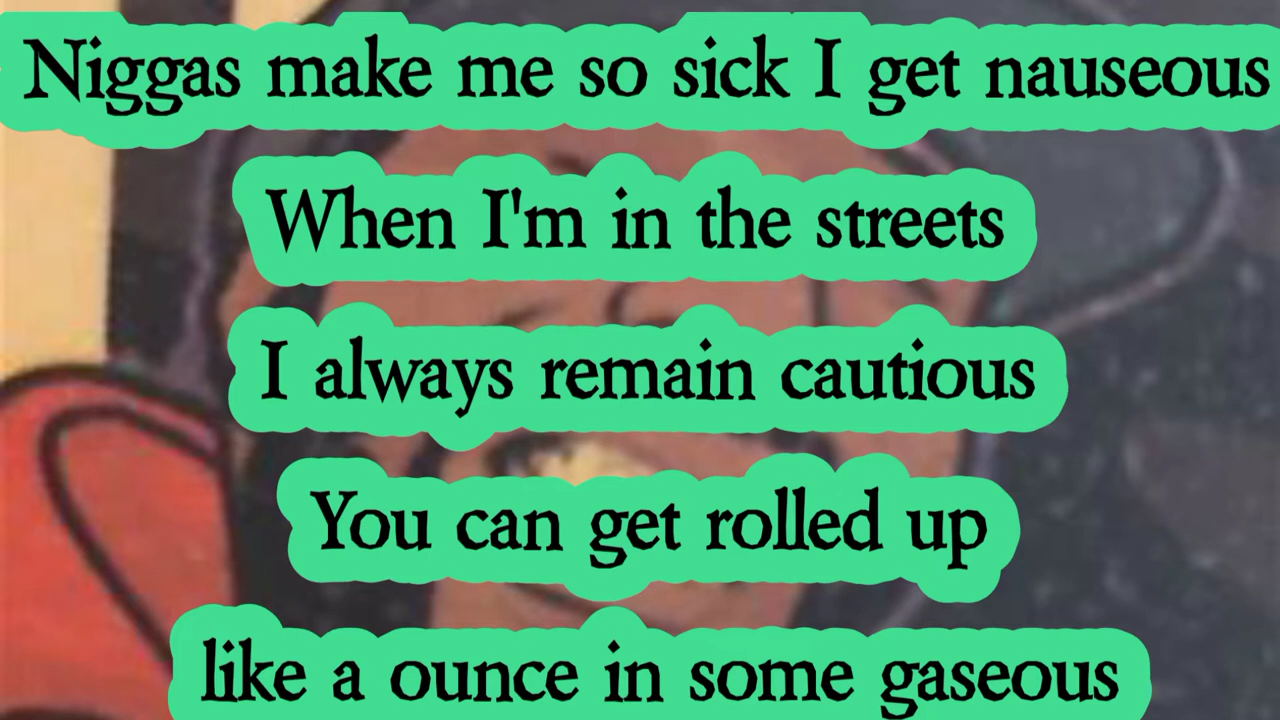 Niggas make me so sick I get nauseous
When I'm in the streets
I always remain cautious
You can get rolled up
like a ounce in some gaseous